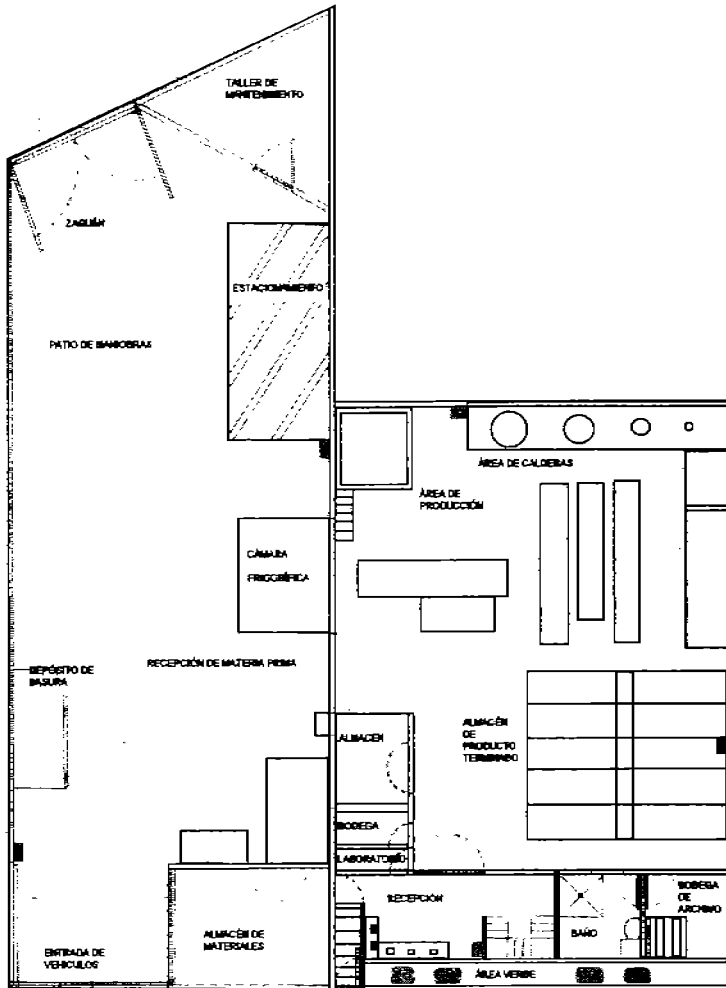 TALLER DE
MANTENIMIENTO
ZAGUÁN
ESTACIONAMIENTO
PATIO DE MANIOBRAS
ÁREA DE CALDERAS
ÁREA DE
PRODUCCIÓN
CÁMARA
FRIGORÍFICA
RECEPCIÓN DE MATERIA PRIMA
DEPÓSITO DE
BASURA
ALMACÉN
ALMACÉN
DE
PRODUCTO
TERMINADO
BODEGA
LABORATORIO
RECEPCIÓN
BODEGA
DE
ARCHIVO
BAÑO
ALMACÉN DE
MATERIALES
ENTRADA DE
VEHICULOS
ÁREA VERDE